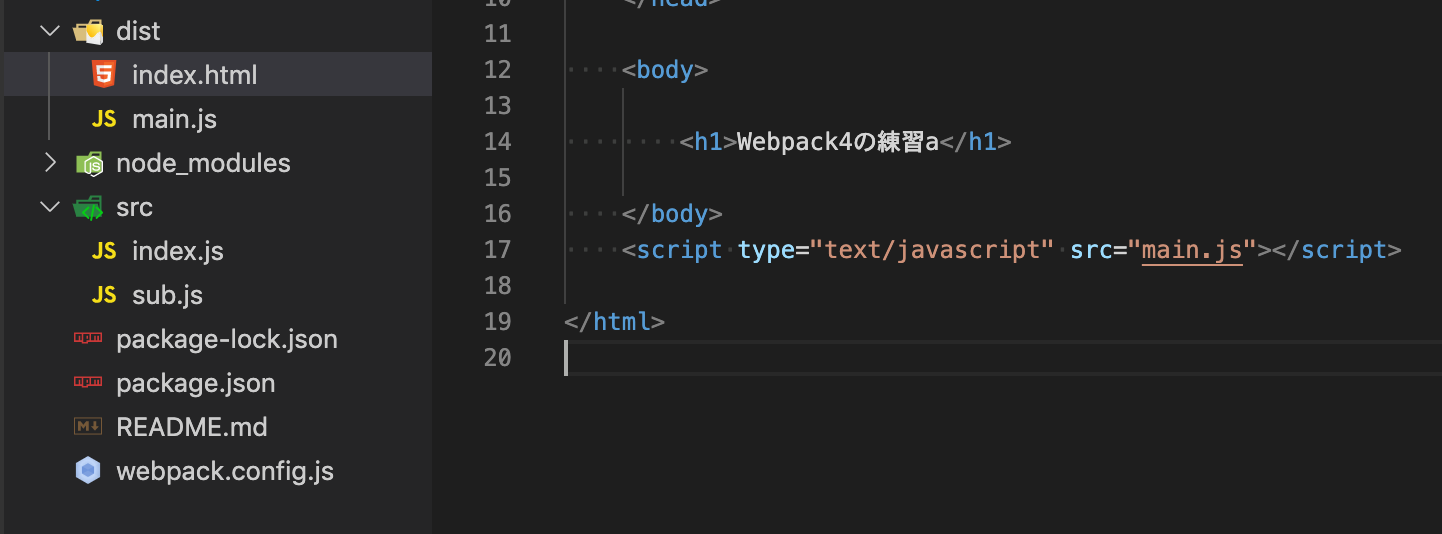 dist
index.html
JS main.js
node_modules
src
JS index.js
JS sub.js
package-lock.json
package.json
README.md
webpack.config.js
10 </head>
11
12 <body>
13
14 <h1>Webpack4の練習a</h1>
15
16 </body>
17 <script type="text/javascript" src="main.js"></script>
18
19 </html>
20